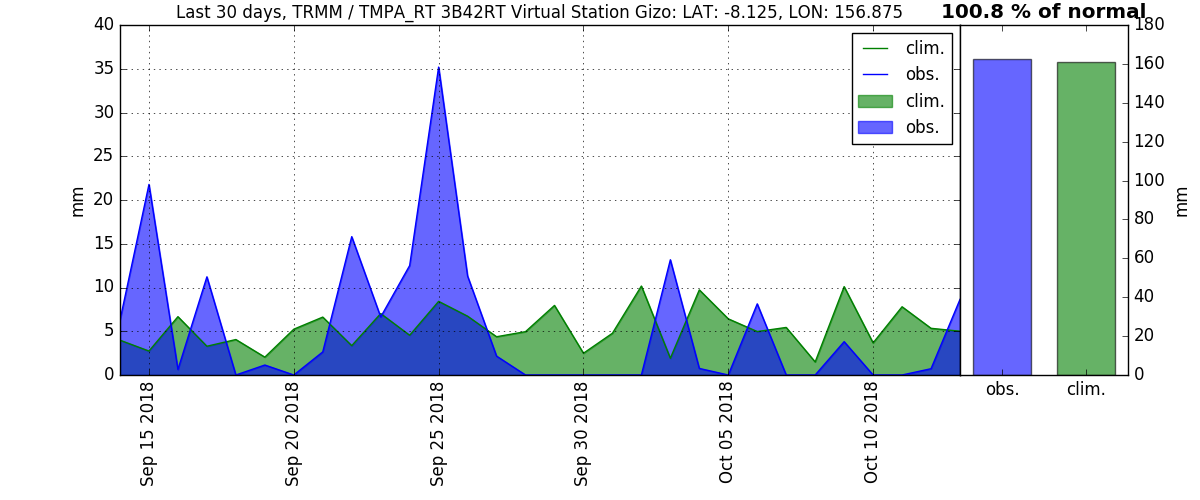 Last 30 days, TRMM / TMPA_RT 3B42RT Virtual Station Gizo: LAT: -8.125, LON: 156.875
100.8 % of normal
40
35
30
25
20
15
10
5
0
mm
clim.
obs.
clim.
obs.
180
160
140
120
100
80
60
40
20
0
mm
Sep 15 2018
Sep 20 2018
Sep 25 2018
Sep 30 2018
Oct 05 2018
Oct 10 2018
obs.
clim.